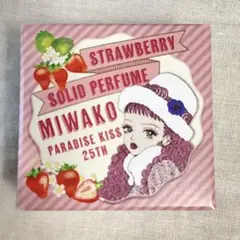 STRAWBERRY
SOLID PERFUME
MIWAKO
PARADISE KISS
25TH